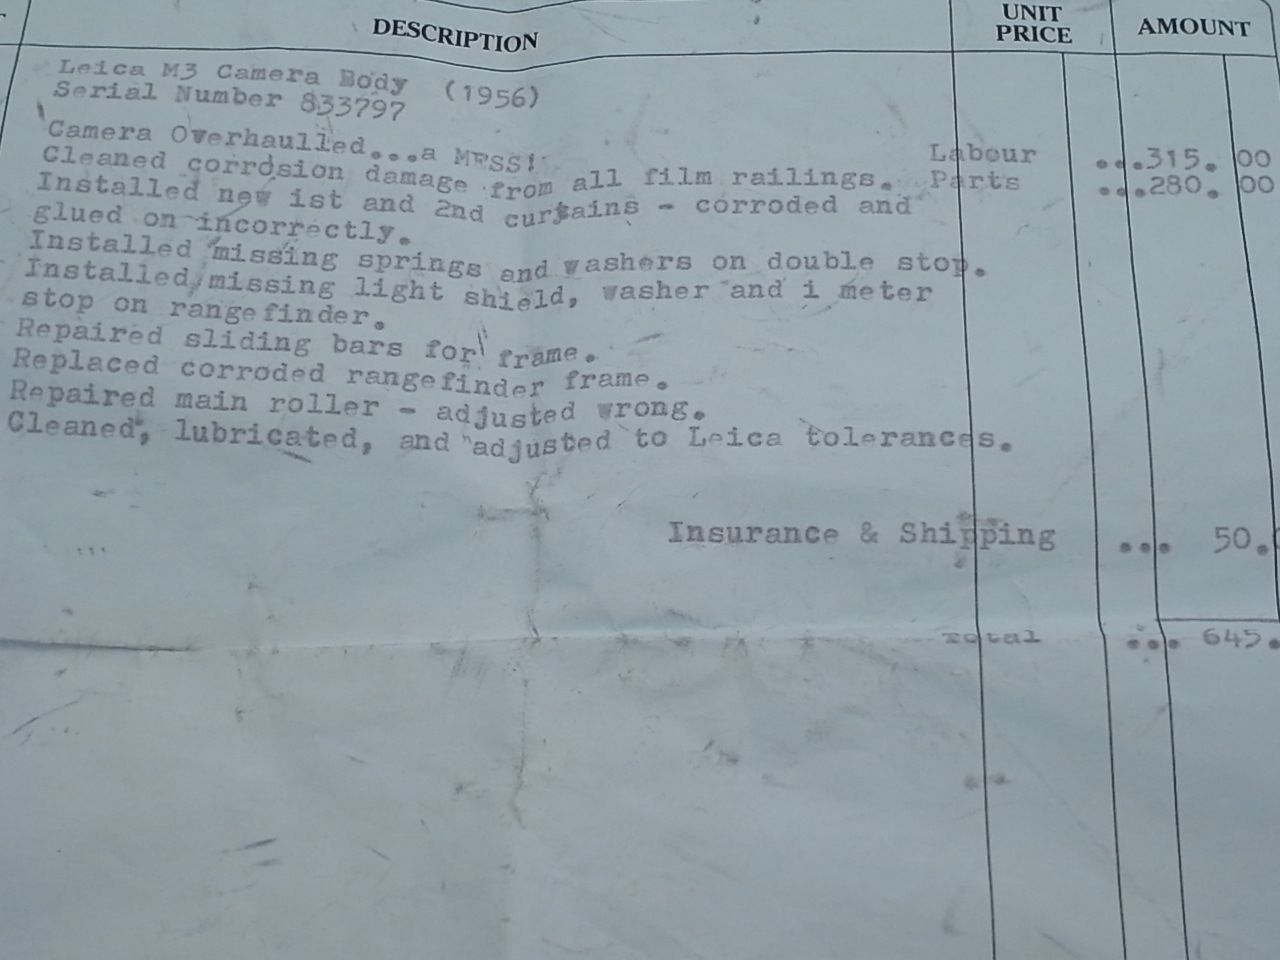 DESCRIPTION UNIT PRICE AMOUNT
Leica M3 Camera Body (1956)
Serial Number 833797
Camera Overhaulled...a MESS! Labour ...315. 00
Cleaned corrosion damage from all film railings. Parts ...280. 00
Installed new ist and 2nd curtains - corroded and
glued on incorrectly.
Installed missing springs and washers on double stop.
Installed missing light shield, washer and i meter
stop on rangefinder.
Repaired sliding bars for frame.
Replaced corroded rangefinder frame.
Repaired main roller - adjusted wrong.
Cleaned, lubricated, and adjusted to Leica tolerances.
Insurance & Shipping ... 50.
Total ... 645.